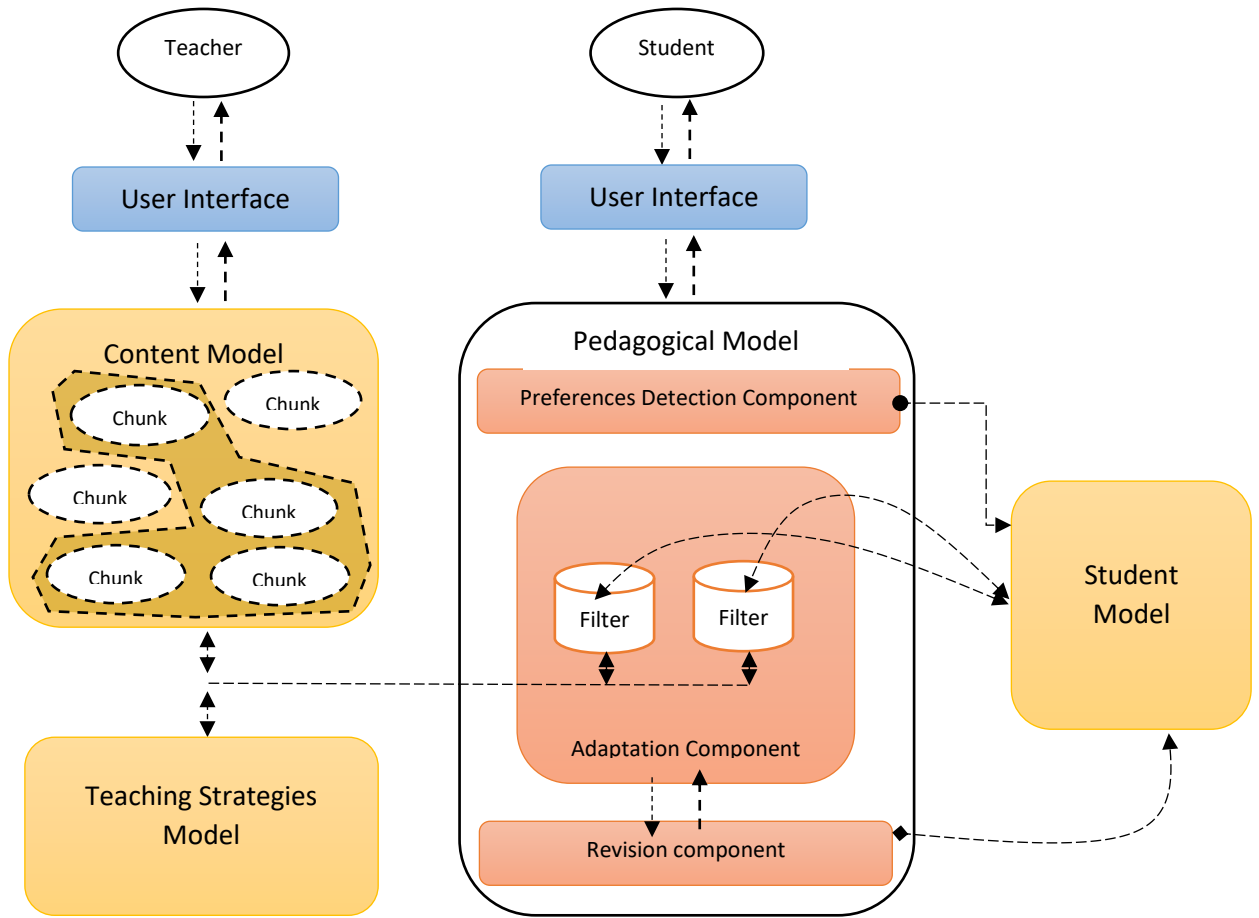 Teacher
Student
User Interface
User Interface
Content Model
Chunk
Chunk
Chunk
Chunk
Chunk
Chunk
Pedagogical Model
Preferences Detection Component
Filter
Filter
Adaptation Component
Revision component
Student
Model
Teaching Strategies
Model